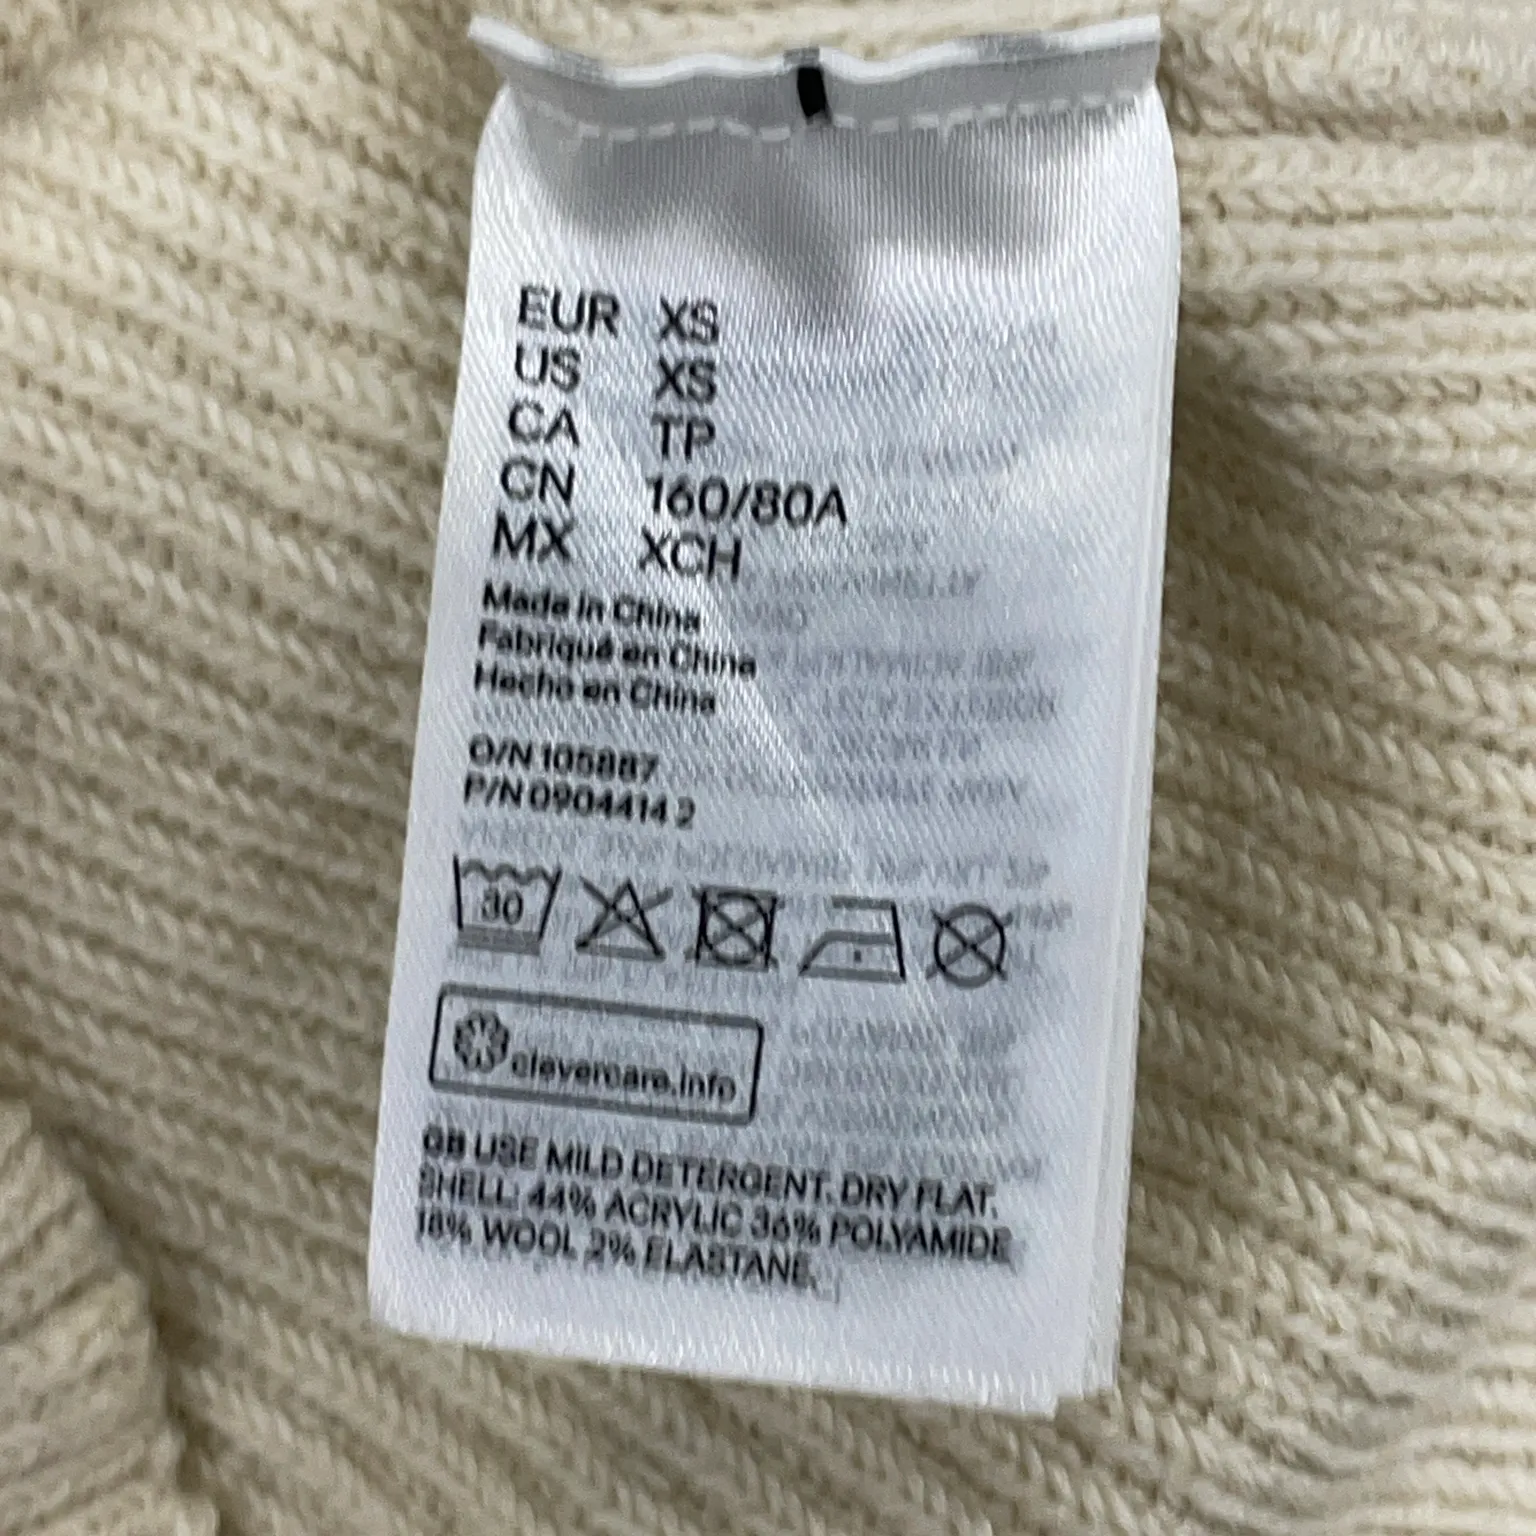 EUR XS
US XS
CA TP
CN 160/80A
MX XCH
Made in China
Fabriqué en China
Hecho en China
O/N 105887
P/N 0904414 2
30
clevercare.info
GB USE MILD DETERGENT. DRY FLAT.
SHELL: 44% ACRYLIC 36% POLYAMIDE
18% WOOL 2% ELASTANE.